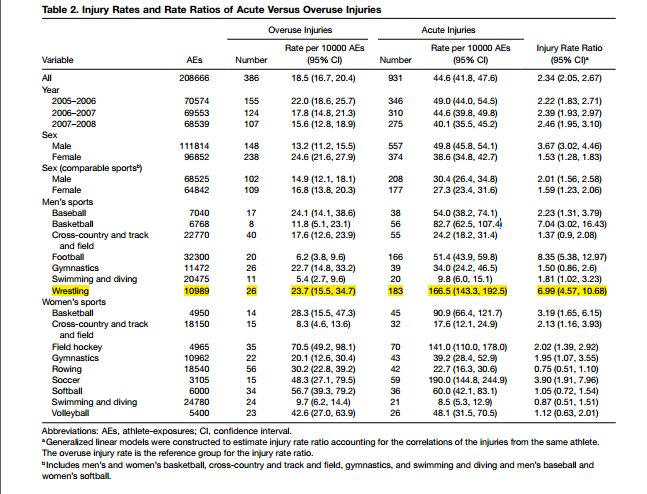 Table 2. Injury Rates and Rate Ratios of Acute Versus Overuse Injuries
Overuse Injuries Acute Injuries
Rate per 10000 AEs Rate per 10000 AEs Injury Rate Ratio
Variable AEs Number (95% CI) Number (95% CI) (95% CI)ᵃ
All 208666 386 18.5 (16.7, 20.4) 931 44.6 (41.8, 47.6) 2.34 (2.05, 2.67)
Year
2005–2006 70574 155 22.0 (18.6, 25.7) 346 49.0 (44.0, 54.5) 2.22 (1.83, 2.71)
2006–2007 69553 124 17.8 (14.8, 21.3) 310 44.6 (39.8, 49.8) 2.39 (1.93, 2.97)
2007–2008 68539 107 15.6 (12.8, 18.9) 275 40.1 (35.5, 45.2) 2.46 (1.95, 3.10)
Sex
Male 111814 148 13.2 (11.2, 15.5) 557 49.8 (45.8, 54.1) 3.67 (3.02, 4.46)
Female 96852 238 24.6 (21.6, 27.9) 374 38.6 (34.8, 42.7) 1.53 (1.28, 1.83)
Sex (comparable sportsᵇ)
Male 68525 102 14.9 (12.1, 18.1) 208 30.4 (26.4, 34.8) 2.01 (1.56, 2.58)
Female 64842 109 16.8 (13.8, 20.3) 177 27.3 (23.4, 31.6) 1.59 (1.23, 2.06)
Men's sports
Baseball 7040 17 24.1 (14.1, 38.6) 38 54.0 (38.2, 74.1) 2.23 (1.31, 3.79)
Basketball 6768 8 11.8 (5.1, 23.1) 56 82.7 (62.5, 107.4) 7.04 (3.02, 16.43)
Cross-country and track 22770 40 17.6 (12.6, 23.9) 55 24.2 (18.2, 31.4) 1.37 (0.9, 2.08)
and field
Football 32300 20 6.2 (3.8, 9.6) 166 51.4 (43.9, 59.8) 8.35 (5.38, 12.97)
Gymnastics 11472 26 22.7 (14.8, 33.2) 39 34.0 (24.2, 46.5) 1.50 (0.86, 2.6)
Swimming and diving 20475 11 5.4 (2.7, 9.6) 20 9.8 (6.0, 15.1) 1.81 (1.02, 3.23)
Wrestling 10989 26 23.7 (15.5, 34.7) 183 166.5 (143.3, 192.5) 6.99 (4.57, 10.68)
Women's sports
Basketball 4950 14 28.3 (15.5, 47.3) 45 90.9 (66.4, 121.7) 3.19 (1.65, 6.15)
Cross-country and track 18150 15 8.3 (4.6, 13.6) 32 17.6 (12.1, 24.9) 2.13 (1.16, 3.93)
and field
Field hockey 4965 35 70.5 (49.2, 98.1) 70 141.0 (110.0, 178.0) 2.02 (1.39, 2.92)
Gymnastics 10962 22 20.1 (12.6, 30.4) 43 39.2 (28.4, 52.9) 1.95 (1.07, 3.55)
Rowing 18540 56 30.2 (22.8, 39.2) 42 22.7 (16.3, 30.6) 0.75 (0.51, 1.10)
Soccer 3105 15 48.3 (27.1, 79.5) 59 190.0 (144.8, 244.9) 3.90 (1.91, 7.96)
Softball 6000 34 56.7 (39.3, 79.2) 36 60.0 (42.1, 83.1) 1.05 (0.72, 1.54)
Swimming and diving 24780 24 9.7 (6.2, 14.4) 21 8.5 (5.3, 12.9) 0.87 (0.51, 1.51)
Volleyball 5400 23 42.6 (27.0, 63.9) 26 48.1 (31.5, 70.5) 1.12 (0.63, 2.01)
Abbreviations: AEs, athlete-exposures; CI, confidence interval.
ᵃ Generalized linear models were constructed to estimate injury rate ratio accounting for the correlations of the injuries from the same athlete.
The overuse injury rate is the reference group for the injury rate ratio.
ᵇ Includes men's and women's basketball, cross-country and track and field, gymnastics, and swimming and diving and men's baseball and
women's softball.